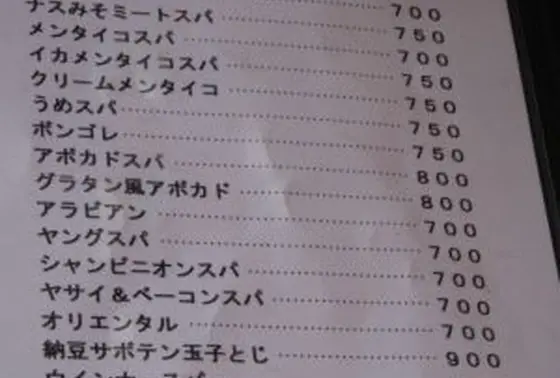 ７００
ナスみそミートスパ ７５０
メンタイコスパ ７００
イカメンタイコスパ ７５０
クリームメンタイコ ７５０
うめスパ ７５０
ボンゴレ ７５０
アボカドスパ ８００
グラタン風アボカド ８００
アラビアン ７００
ヤングスパ ７００
シャンピニオンスパ ７００
ヤサイ＆ベーコンスパ ７００
オリエンタル ７００
納豆サボテン玉子とじ ９００